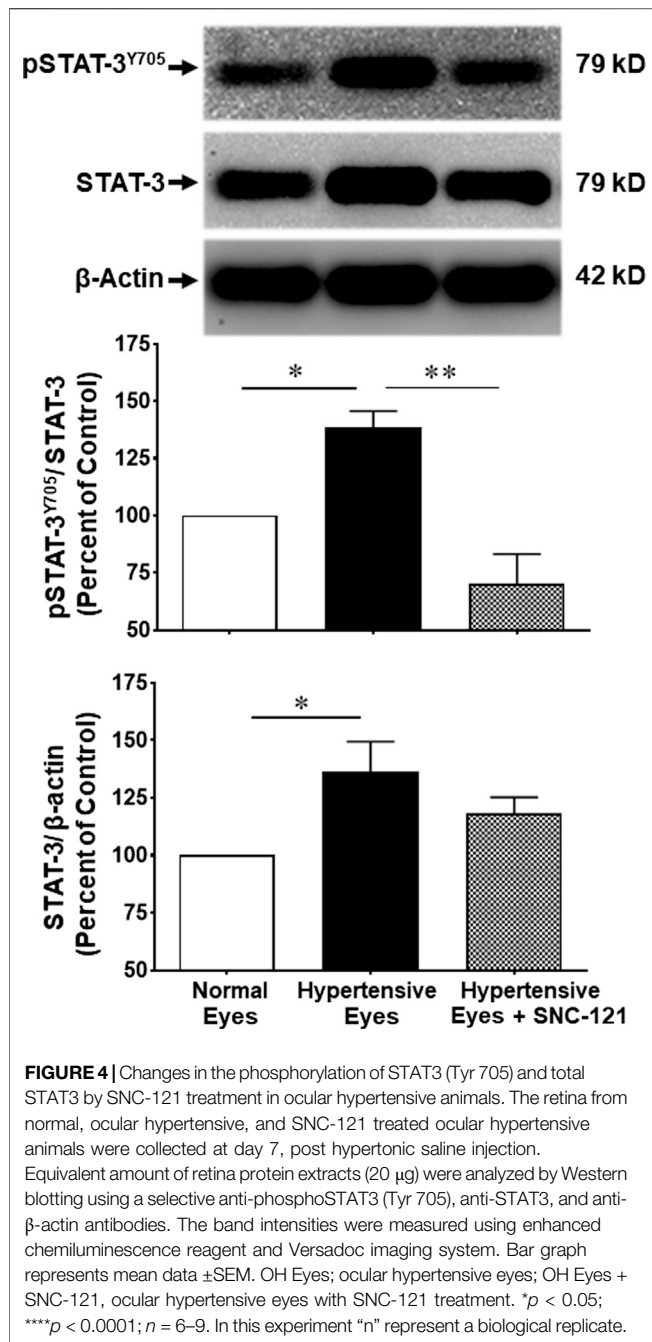 pSTAT-3Y705 79 kD
STAT-3 79 kD
β-Actin 42 kD
175
150
125
100
75
50
pSTAT-3Y705/ STAT-3
(Percent of Control)
* **
175
150
125
100
75
50
STAT-3/ β-actin
(Percent of Control)
*
Normal Hypertensive Hypertensive
Eyes Eyes Eyes + SNC-121
FIGURE 4 | Changes in the phosphorylation of STAT3 (Tyr 705) and total
STAT3 by SNC-121 treatment in ocular hypertensive animals. The retina from
normal, ocular hypertensive, and SNC-121 treated ocular hypertensive
animals were collected at day 7, post hypertonic saline injection.
Equivalent amount of retina protein extracts (20 μg) were analyzed by Western
blotting using a selective anti-phosphoSTAT3 (Tyr 705), anti-STAT3, and anti-
β-actin antibodies. The band intensities were measured using enhanced
chemiluminescence reagent and Versadoc imaging system. Bar graph
represents mean data ±SEM. OH Eyes; ocular hypertensive eyes; OH Eyes +
SNC-121, ocular hypertensive eyes with SNC-121 treatment. *p < 0.05;
****p < 0.0001; n = 6–9. In this experiment “n” represent a biological replicate.